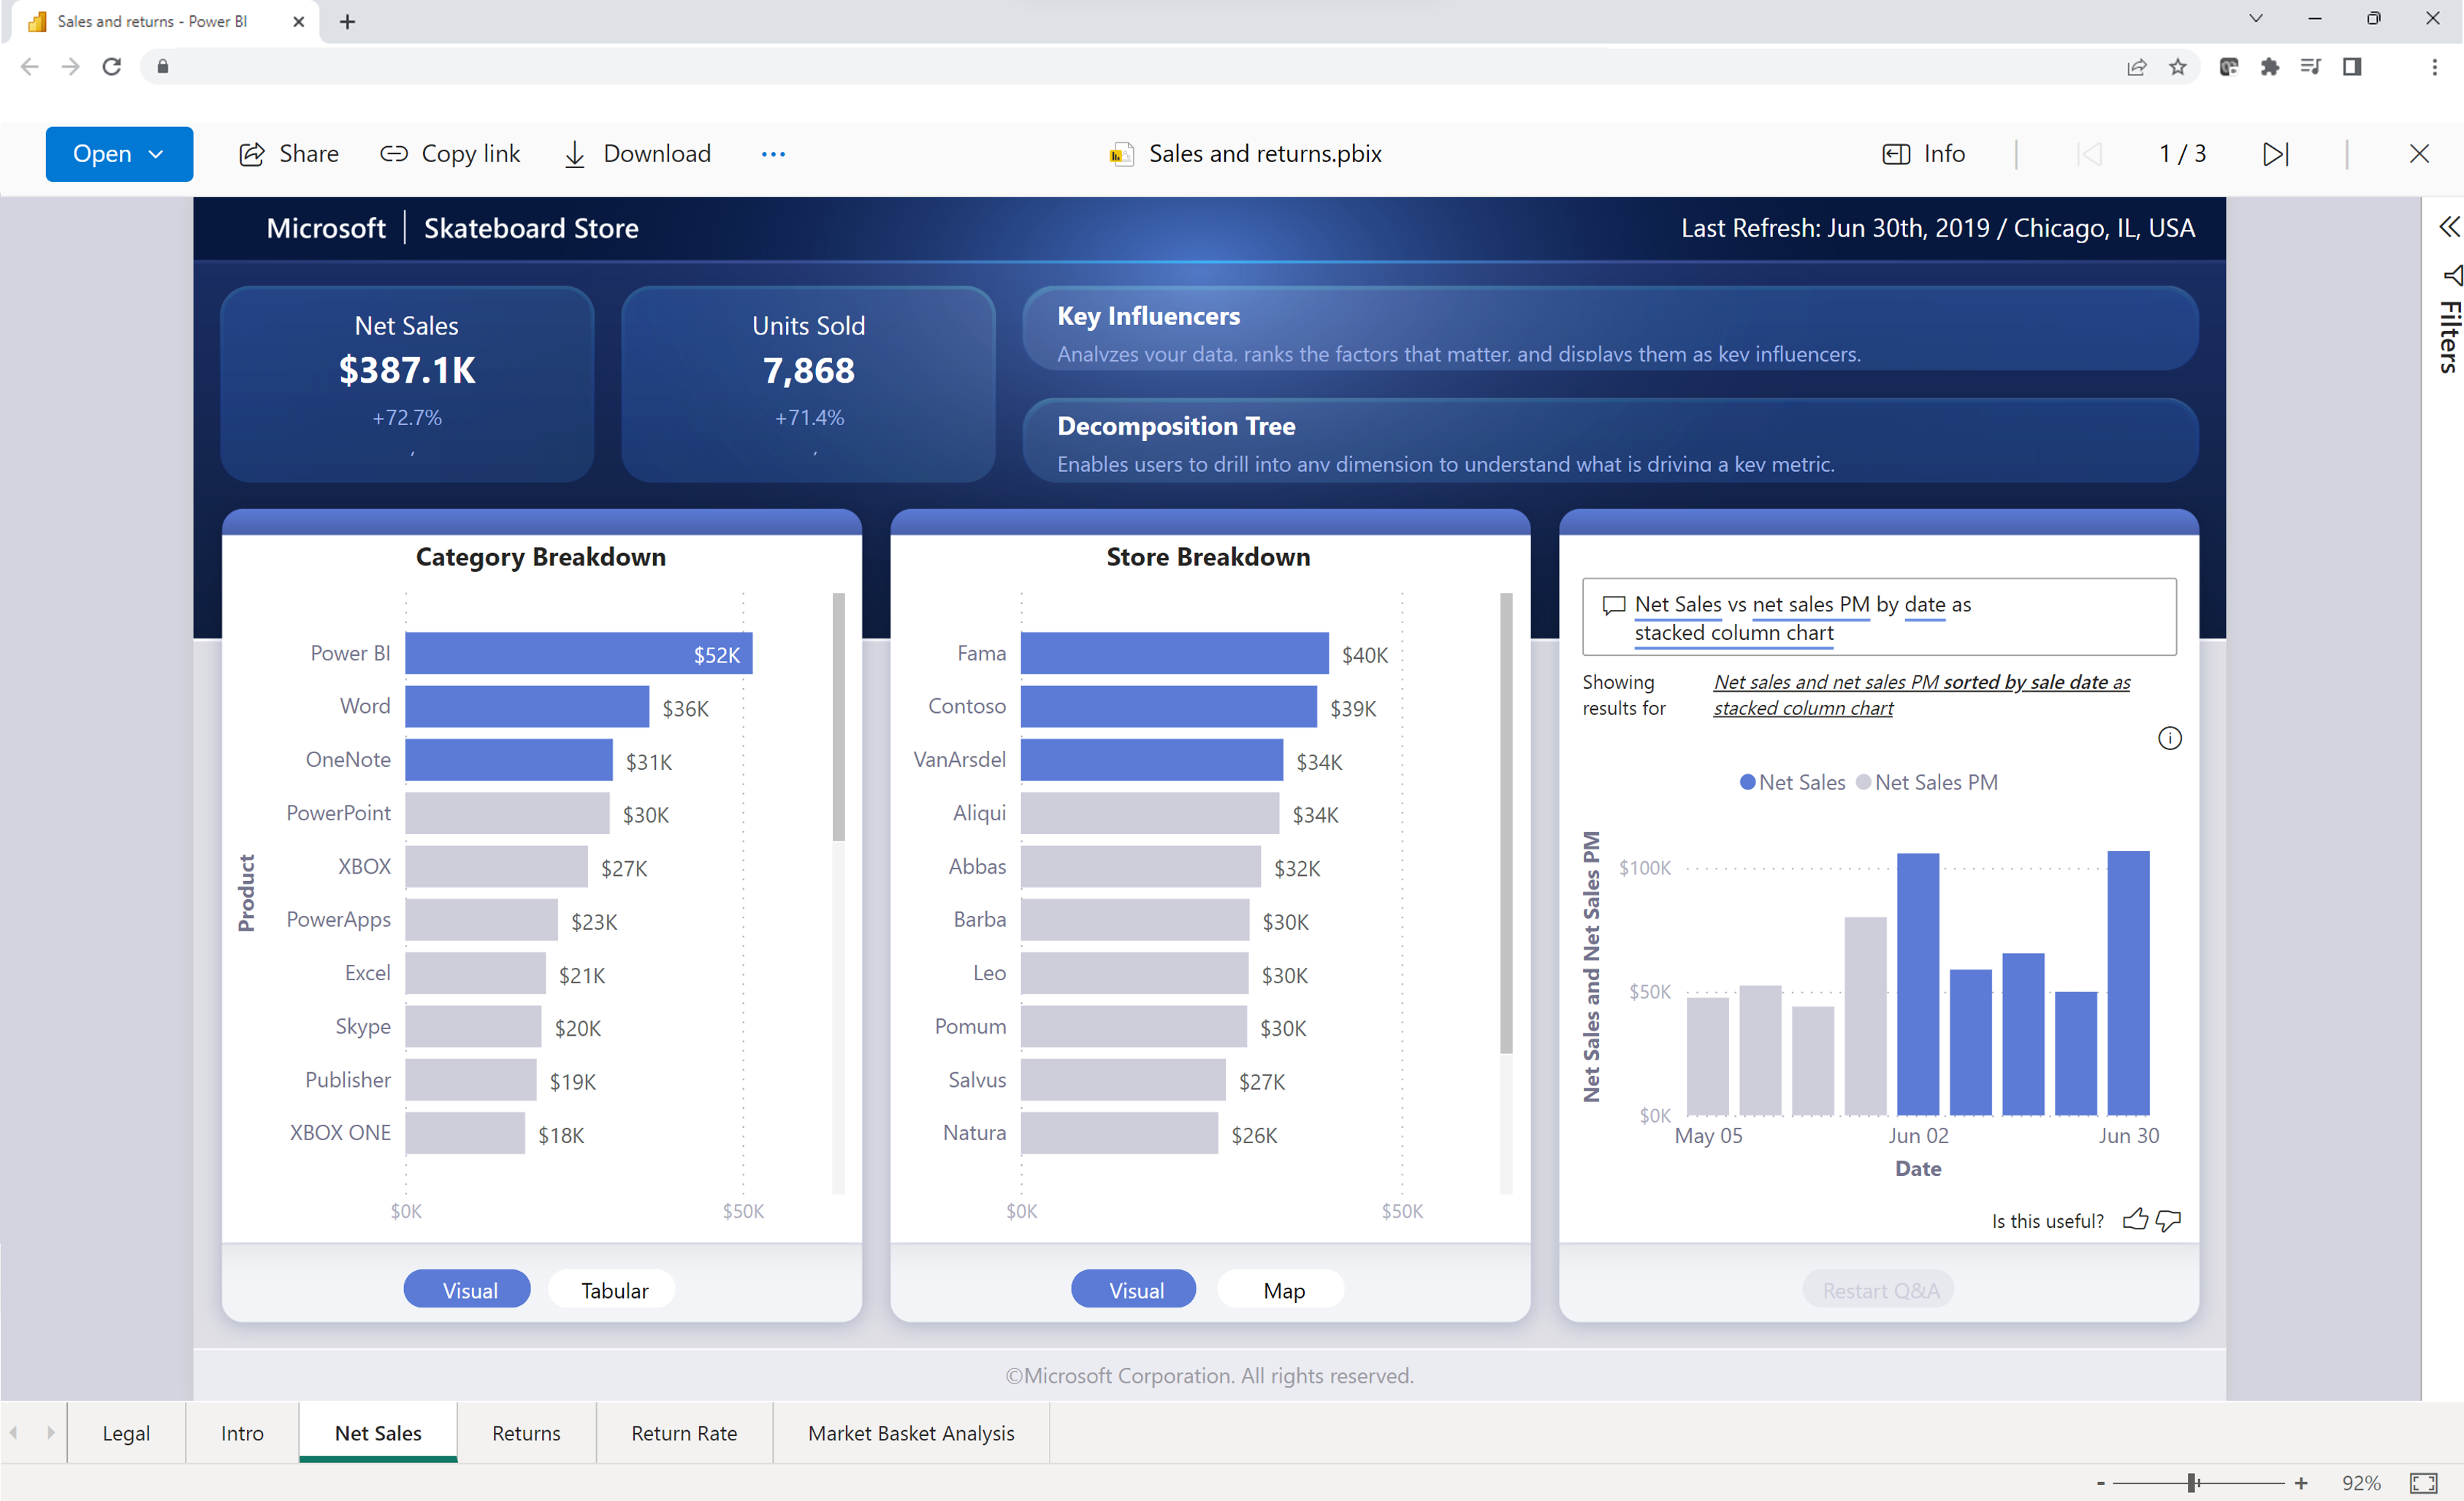 Sales and returns - Power BI
Open
Share
Copy link
Download
Sales and returns.pbix
Info
1 / 3
Microsoft | Skateboard Store
Last Refresh: Jun 30th, 2019 / Chicago, IL, USA
Filters
Net Sales
$387.1K
+72.7%
Units Sold
7,868
+71.4%
Key Influencers
Analyzes your data, ranks the factors that matter, and displays them as key influencers.
Decomposition Tree
Enables users to drill into any dimension to understand what is driving a key metric.
Category Breakdown
Product
Power BI $52K
Word $36K
OneNote $31K
PowerPoint $30K
XBOX $27K
PowerApps $23K
Excel $21K
Skype $20K
Publisher $19K
XBOX ONE $18K
$0K $50K
Visual Tabular
Store Breakdown
Fama $40K
Contoso $39K
VanArsdel $34K
Aliqui $34K
Abbas $32K
Barba $30K
Leo $30K
Pomum $30K
Salvus $27K
Natura $26K
$0K $50K
Visual Map
Net Sales vs net sales PM by date as
stacked column chart
Showing
results for
Net sales and net sales PM sorted by sale date as
stacked column chart
Net Sales Net Sales PM
Net Sales and Net Sales PM
$100K
$50K
$0K
May 05 Jun 02 Jun 30
Date
Is this useful?
Restart Q&A
©Microsoft Corporation. All rights reserved.
Legal
Intro
Net Sales
Returns
Return Rate
Market Basket Analysis
- + 92%